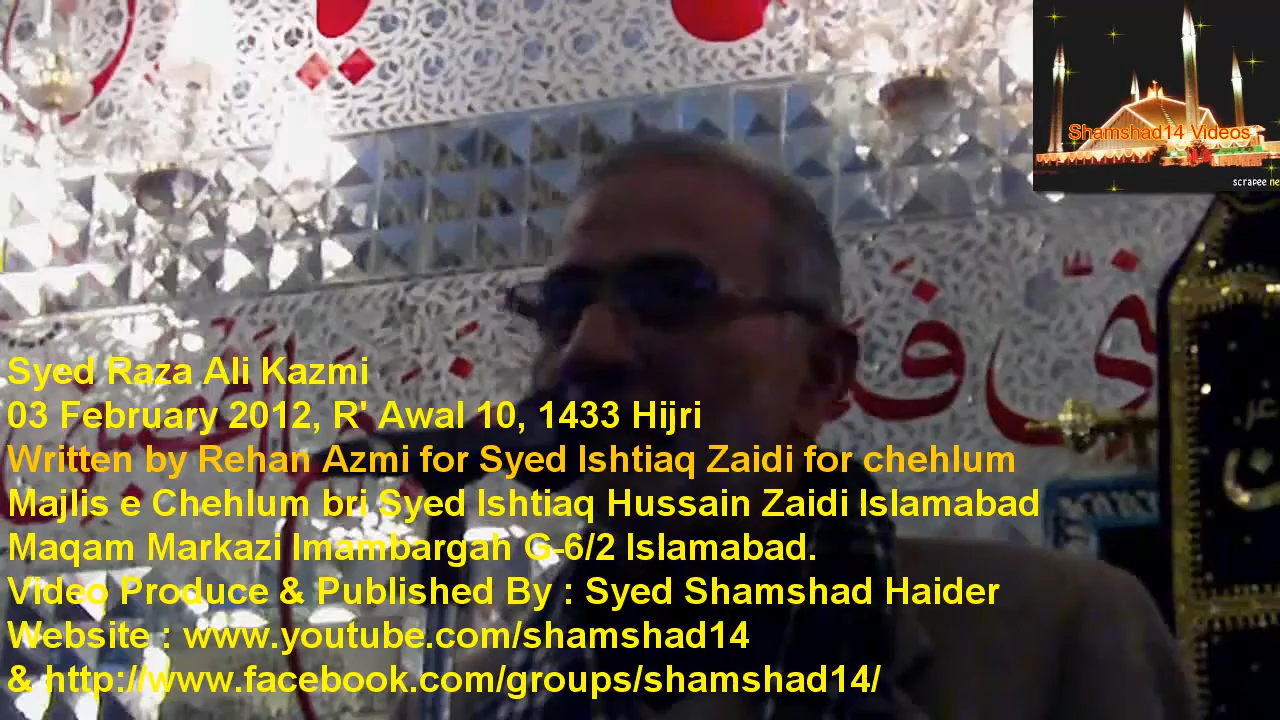 Shamshad14 Videos
scrapee ne
Syed Raza Ali Kazmi
03 February 2012, R' Awal 10, 1433 Hijri
Written by Rehan Azmi for Syed Ishtiaq Zaidi for chehlum
Majlis e Chehlum bri Syed Ishtiaq Hussain Zaidi Islamabad
Maqam Markazi Imambargah G-6/2 Islamabad.
Video Produce & Published By : Syed Shamshad Haider
Website : www.youtube.com/shamshad14
& http://www.facebook.com/groups/shamshad14/